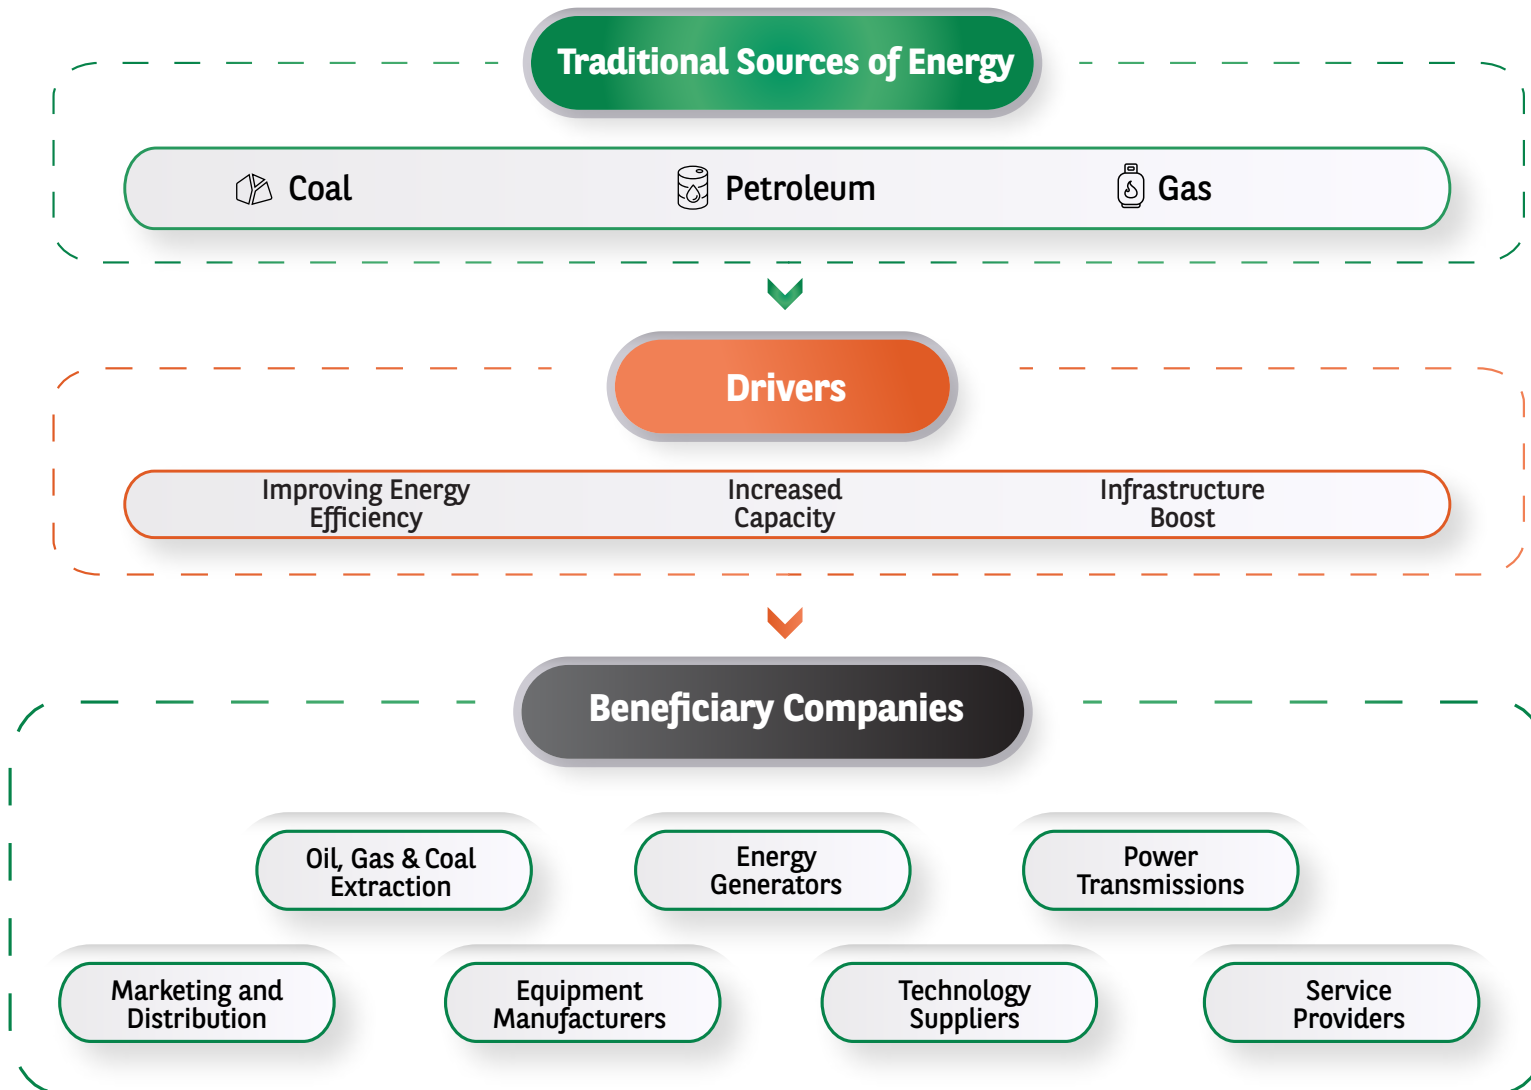 Traditional Sources of Energy
Coal
Petroleum
Gas
Drivers
Improving Energy
Efficiency
Increased
Capacity
Infrastructure
Boost
Beneficiary Companies
Oil, Gas & Coal
Extraction
Energy
Generators
Power
Transmissions
Marketing and
Distribution
Equipment
Manufacturers
Technology
Suppliers
Service
Providers